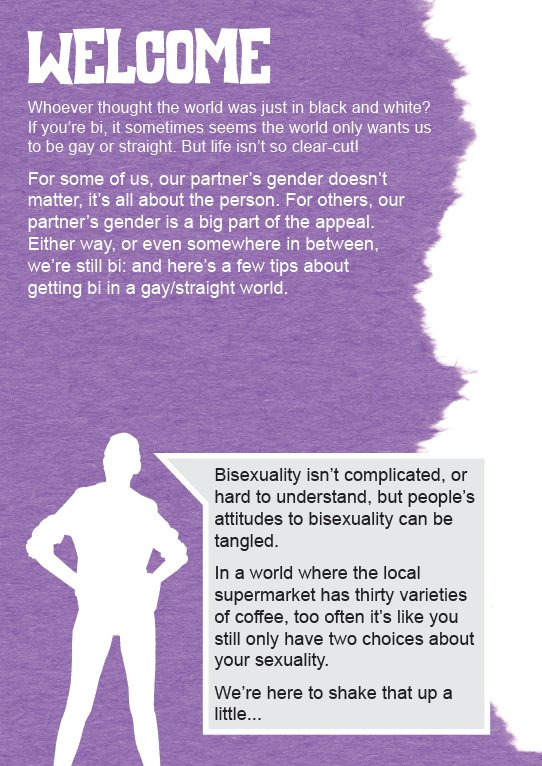 WELCOME
Whoever thought the world was just in black and white?
If you’re bi, it sometimes seems the world only wants us
to be gay or straight. But life isn’t so clear-cut!
For some of us, our partner’s gender doesn’t
matter, it’s all about the person. For others, our
partner’s gender is a big part of the appeal.
Either way, or even somewhere in between,
we’re still bi: and here’s a few tips about
getting bi in a gay/straight world.
Bisexuality isn’t complicated, or
hard to understand, but people’s
attitudes to bisexuality can be
tangled.
In a world where the local
supermarket has thirty varieties
of coffee, too often it’s like you
still only have two choices about
your sexuality.
We’re here to shake that up a
little...